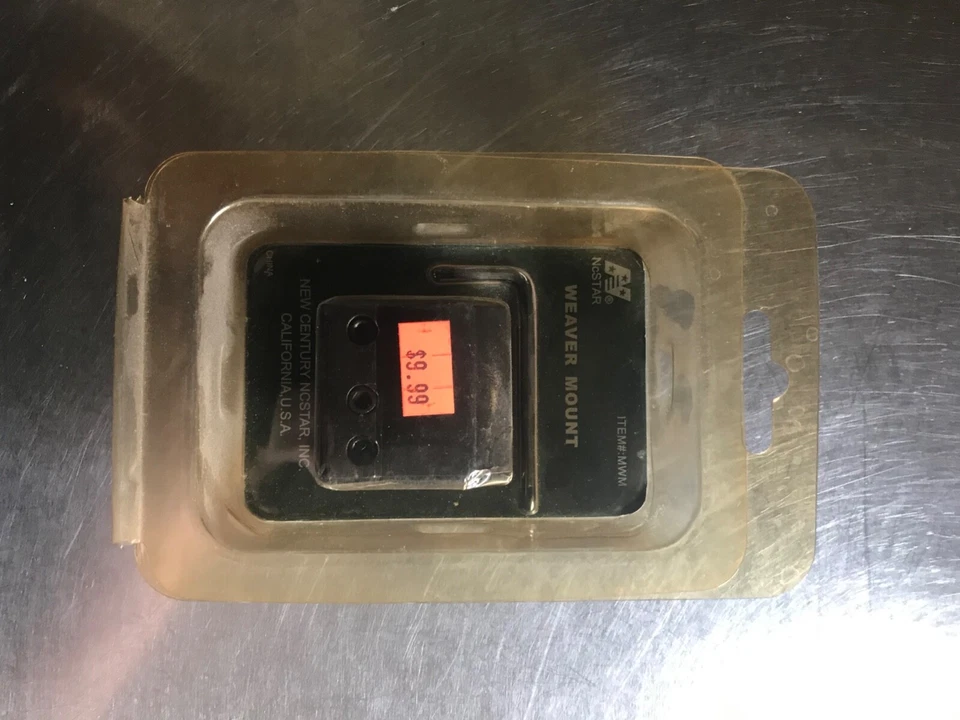 NcSTAR®
ITEM#:MWM
WEAVER MOUNT
$9.99
NEW CENTURY NCSTAR, INC.
CALIFORNIA,U.S.A.